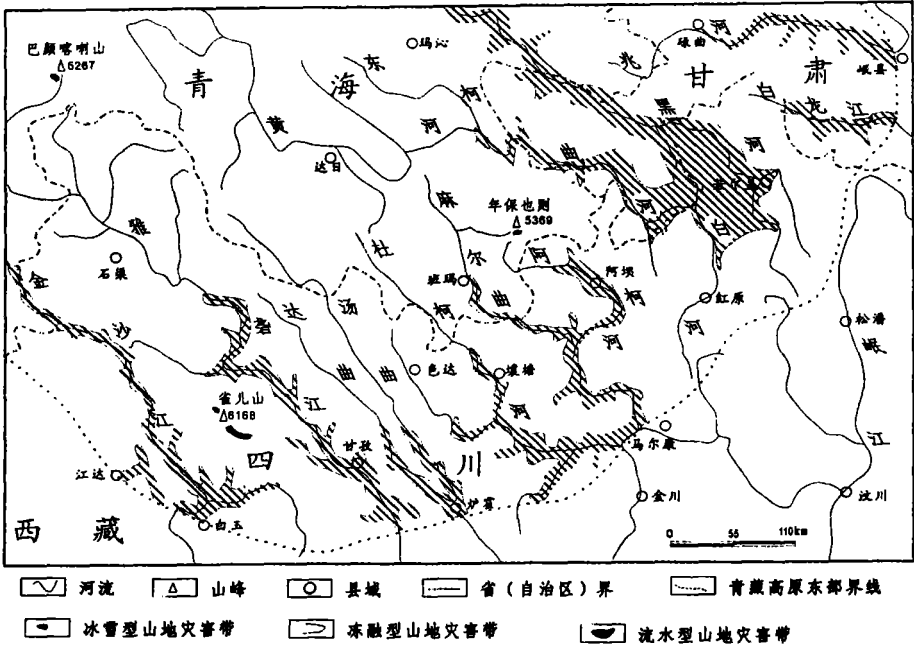 巴颜喀喇山
5267
青
海
东
柯
河
曲
玛沁
兆
河
碌曲
甘
肃
岷县
白
龙
江
黑
河
黄
达日
麻
尔
柯
河
年保也则
5369
杜
柯
河
班玛
阿
柯
河
阿坝
曲
白
河
红原
松潘
岷
江
雅
砻
江
石渠
金
沙
江
达
曲
汤
曲
色达
壤塘
雀儿山
6168
四
川
甘孜
炉霍
马尔康
金川
汶川
江达
白玉
西
藏
0 55 110km
河流
山峰
县城
省(自治区)界
青藏高原东部界线
冰雪型山地灾害带
冻融型山地灾害带
流水型山地灾害带